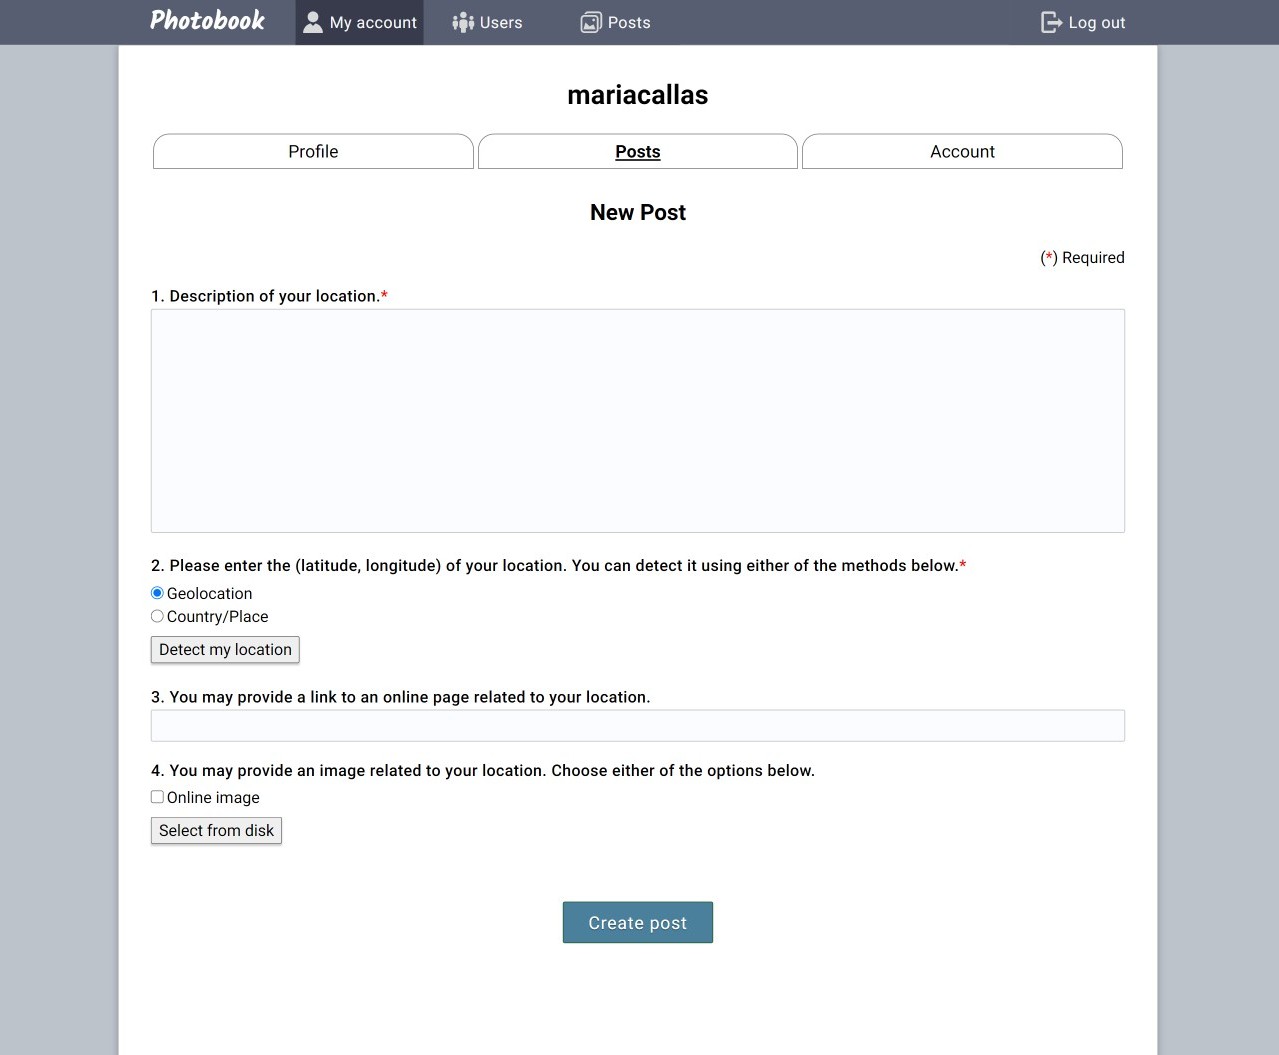 Photobook My account Users Posts Log out
mariacallas
Profile Posts Account
New Post
(*) Required
1. Description of your location.*
2. Please enter the (latitude, longitude) of your location. You can detect it using either of the methods below.*
Geolocation
Country/Place
Detect my location
3. You may provide a link to an online page related to your location.
4. You may provide an image related to your location. Choose either of the options below.
Online image
Select from disk
Create post